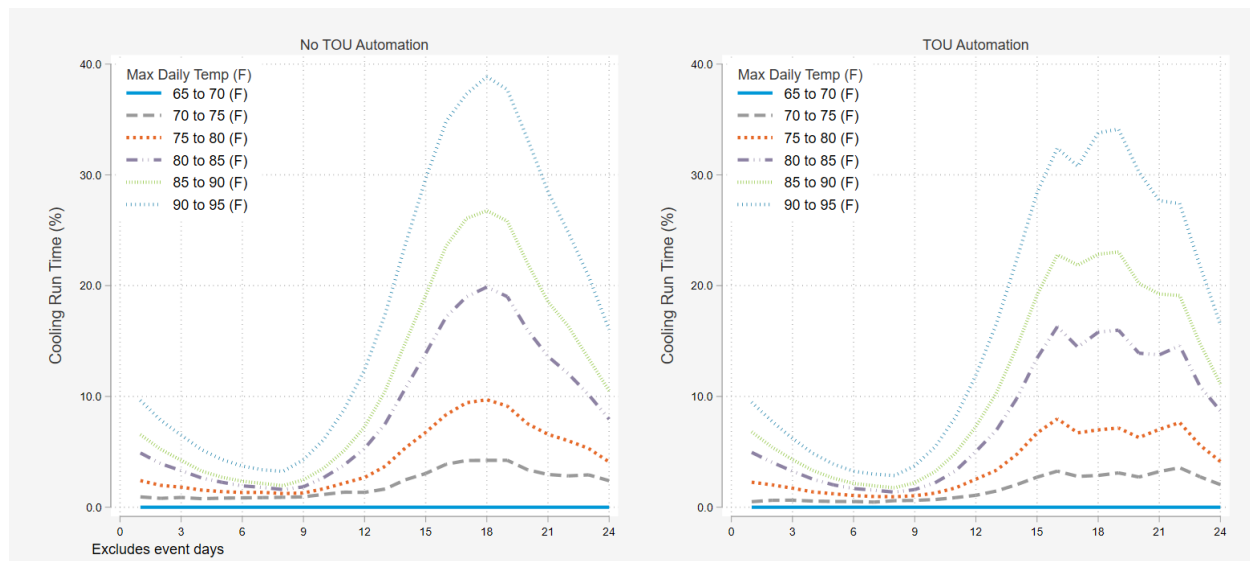 No TOU Automation
40.0
30.0
20.0
10.0
0.0
Cooling Run Time (%)
Max Daily Temp (F)
65 to 70 (F)
70 to 75 (F)
75 to 80 (F)
80 to 85 (F)
85 to 90 (F)
90 to 95 (F)
0 3 6 9 12 15 18 21 24
Excludes event days
TOU Automation
40.0
30.0
20.0
10.0
0.0
Cooling Run Time (%)
Max Daily Temp (F)
65 to 70 (F)
70 to 75 (F)
75 to 80 (F)
80 to 85 (F)
85 to 90 (F)
90 to 95 (F)
0 3 6 9 12 15 18 21 24